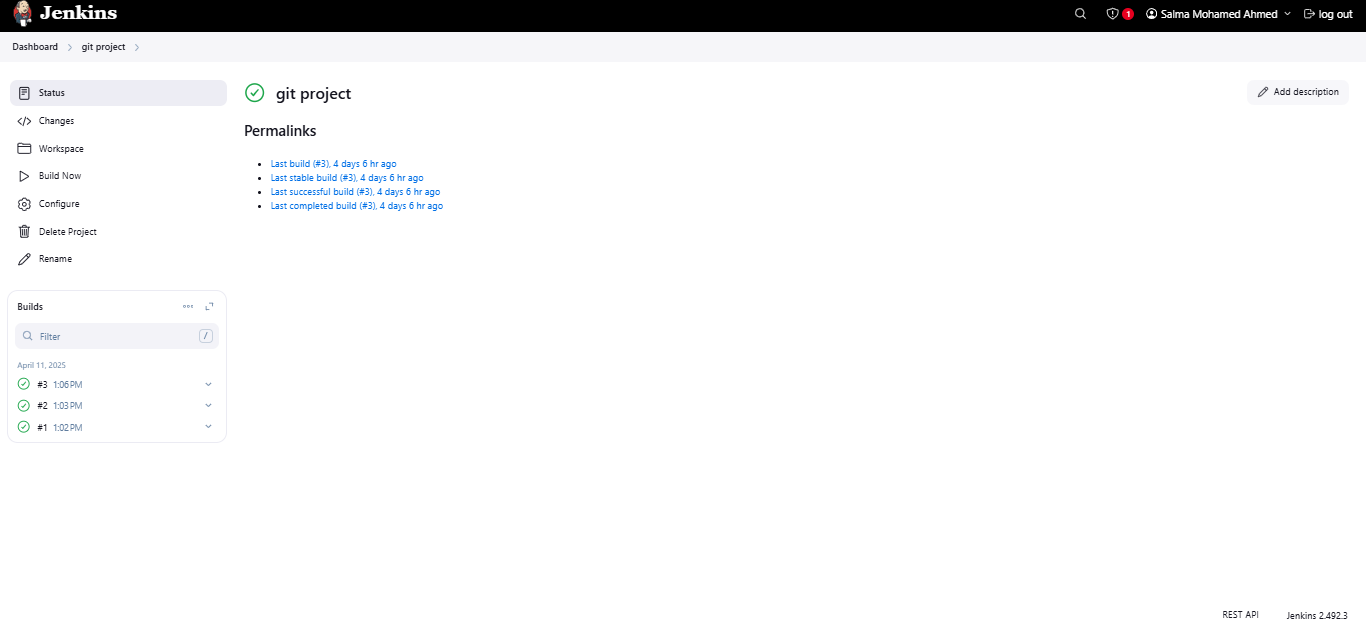 Jenkins
1 Salma Mohamed Ahmed log out
Dashboard git project
Status
Changes
Workspace
Build Now
Configure
Delete Project
Rename
Builds
Filter /
April 11, 2025
#3 1:06 PM
#2 1:03 PM
#1 1:02 PM
git project
Add description
Permalinks
Last build (#3), 4 days 6 hr ago
Last stable build (#3), 4 days 6 hr ago
Last successful build (#3), 4 days 6 hr ago
Last completed build (#3), 4 days 6 hr ago
REST API Jenkins 2.492.3